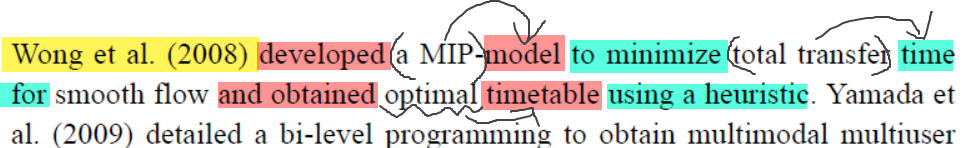 Wong et al. (2008) developed a MIP-model to minimize total transfer time
for smooth flow and obtained optimal timetable using a heuristic. Yamada et
al. (2009) detailed a bi-level programming to obtain multimodal multiuser